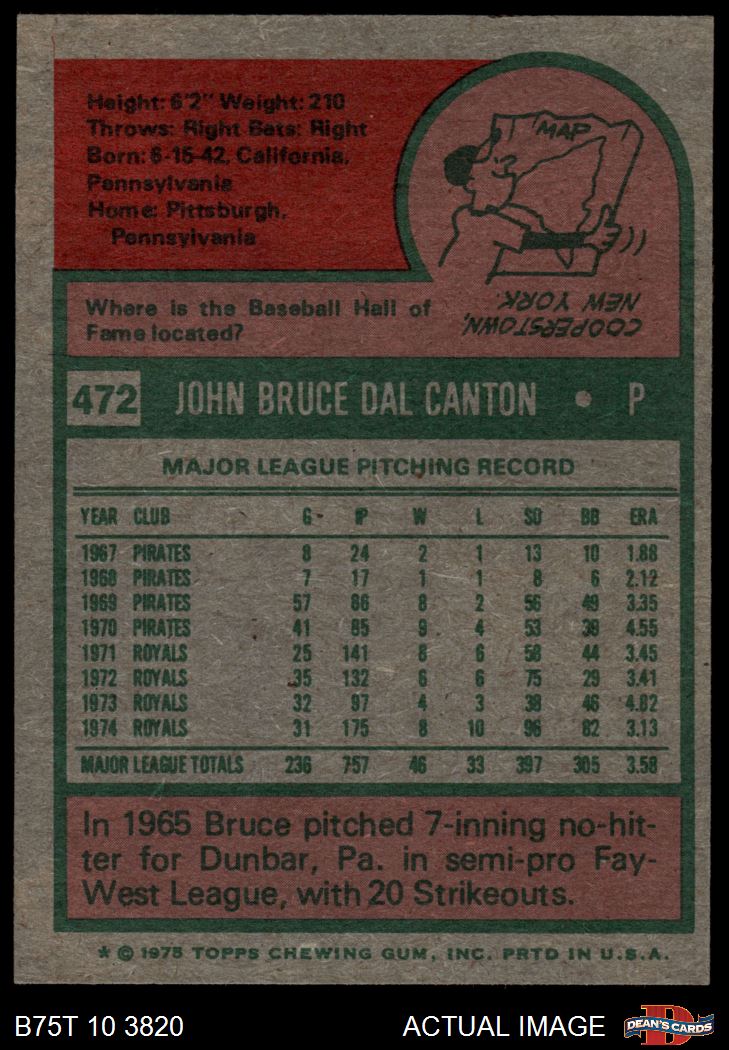 Height: 6'2" Weight: 210
Throws: Right Bats: Right
Born: 6-15-42, California,
Pennsylvania
Home: Pittsburgh,
Pennsylvania
MAP
Where is the Baseball Hall of
Fame located?
COOPERSTOWN,
NEW YORK.
472 JOHN BRUCE DAL CANTON • P
MAJOR LEAGUE PITCHING RECORD
YEAR CLUB G IP W L SO BB ERA
1967 PIRATES 8 24 2 1 13 10 1.88
1968 PIRATES 7 17 1 1 8 6 2.12
1969 PIRATES 57 86 8 2 56 49 3.35
1970 PIRATES 41 85 9 4 53 39 4.55
1971 ROYALS 25 141 8 6 58 44 3.45
1972 ROYALS 35 132 6 6 75 29 3.41
1973 ROYALS 32 97 4 3 38 46 4.82
1974 ROYALS 31 175 8 10 96 82 3.13
MAJOR LEAGUE TOTALS 236 757 46 33 397 305 3.58
In 1965 Bruce pitched 7-inning no-hit-
ter for Dunbar, Pa. in semi-pro Fay-
West League, with 20 Strikeouts.
* © 1975 TOPPS CHEWING GUM, INC. PRTD IN U.S.A.
B75T 10 3820 ACTUAL IMAGE DEAN'S CARDS